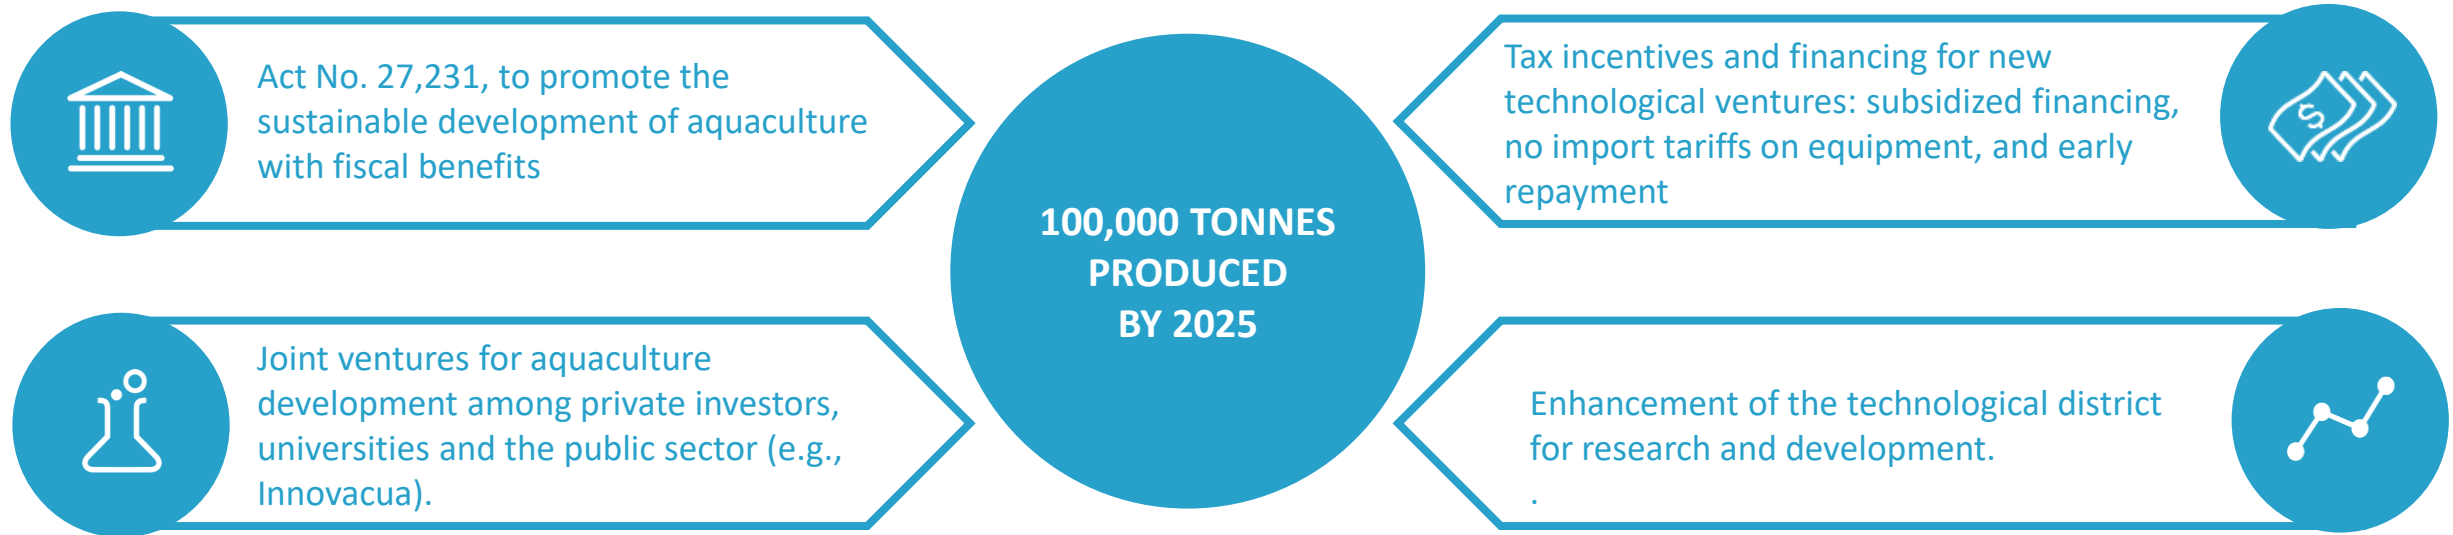 Act No. 27,231, to promote the
sustainable development of aquaculture
with fiscal benefits
Joint ventures for aquaculture
development among private investors,
universities and the public sector (e.g.,
Innovacua).
100,000 TONNES
PRODUCED
BY 2025
Tax incentives and financing for new
technological ventures: subsidized financing,
no import tariffs on equipment, and early
repayment
$
Enhancement of the technological district
for research and development.
.